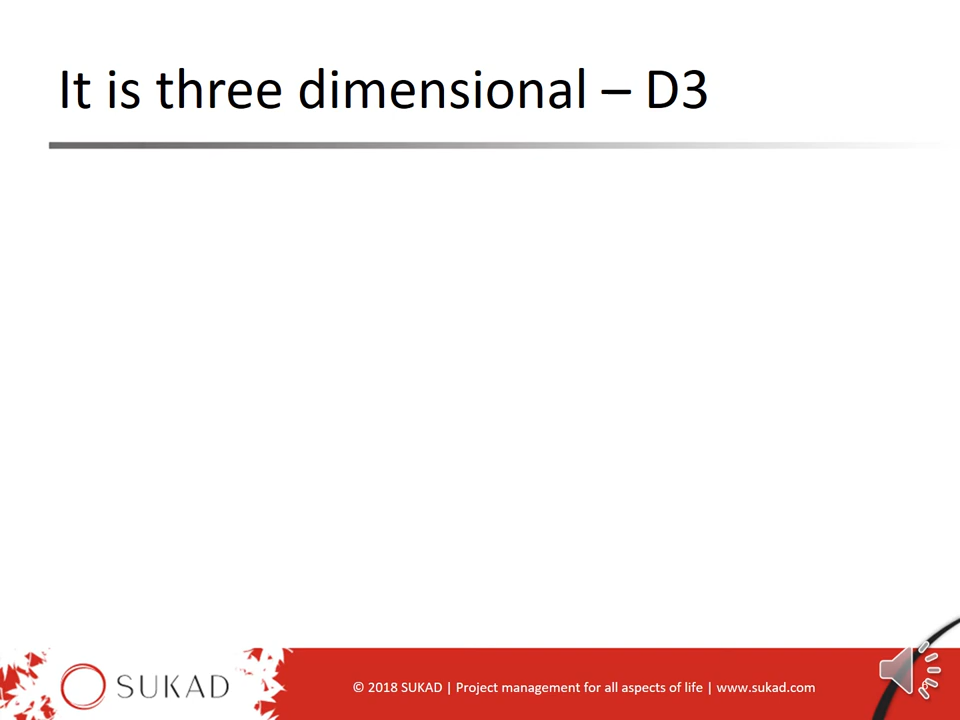 It is three dimensional – D3
SUKAD
© 2018 SUKAD | Project management for all aspects of life | www.sukad.com